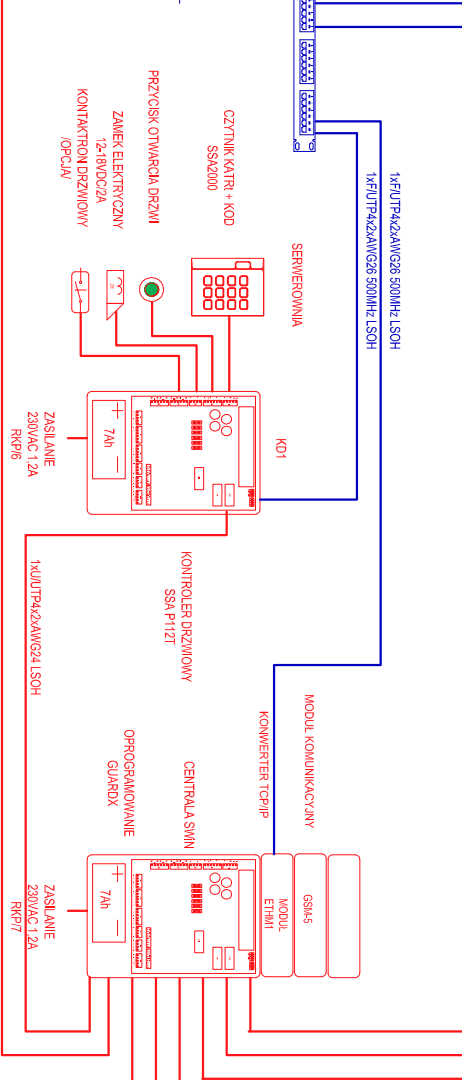 1xF/UTP4x2xAWG26 500MHz LSOH
1xF/UTP4x2xAWG26 500MHz LSOH
SERWEROWNIA
CZYTNIK KATRt + KOD
SSA2000
PRZYCISK OTWARCIA DRZWI
ZAMEK ELEKTRYCZNY
12-18VDC/2A
KONTAKTRON DRZWIOWY
/OPCJA/
KD1
+ 7Ah −
ZASILANIE
230VAC 1,2A
RKP/6
KONTROLER DRZWIOWY
SSA P112T
1xU/UTP4x2xAWG24 LSOH
MODUŁ KOMUNIKACYJNY
KONWERTER TCP/IP
CENTRALA SWiN
OPROGRAMOWANIE
GUARDX
GSM-5
MODUŁ
ETHM1
+ 7Ah −
ZASILANIE
230VAC 1,2A
RKP/7